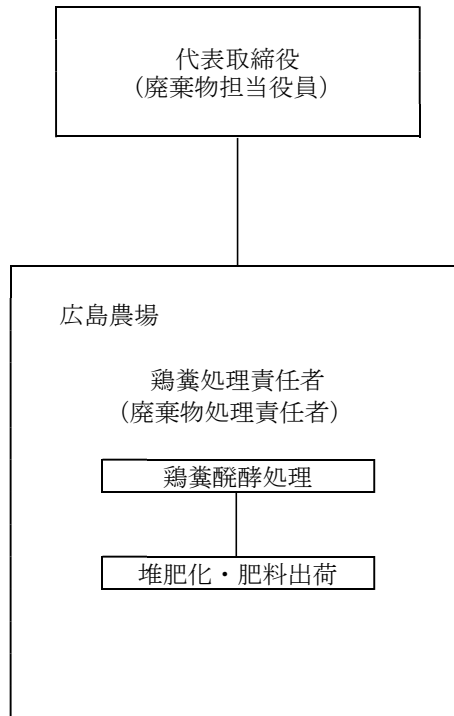 代表取締役
（廃棄物担当役員）
広島農場
鶏糞処理責任者
（廃棄物処理責任者）
鶏糞醗酵処理
堆肥化・肥料出荷